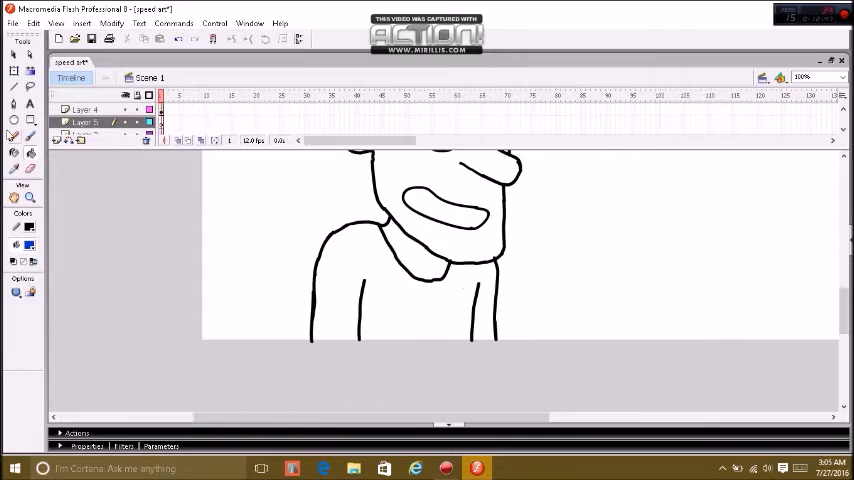 Macromedia Flash Professional 8 - [speed art*]
File Edit View Insert Modify Text Commands Control Window Help
THIS VIDEO WAS CAPTURED WITH
ACTION!
WWW.MIRILLIS.COM
Tools
speed art*
Timeline
Scene 1
100%
5 10 15 20 25 30 35 40 45 50 55 60 65 70 75 80 85 90 95 100 105 110 115 120 125 130
Layer 4
Layer 5
1 12.0 fps 0.0s
View
Colors
Options
Actions
Properties Filters Parameters
I'm Cortana. Ask me anything
3:05 AM
7/27/2016